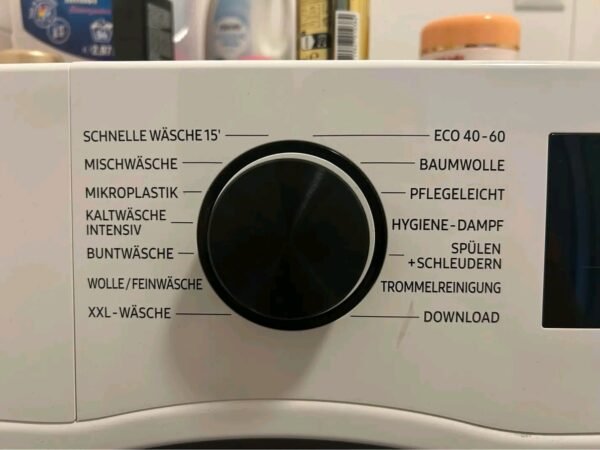 SCHNELLE WÄSCHE 15'
MISCHWÄSCHE
MIKROPLASTIK
KALTWÄSCHE
INTENSIV
BUNTWÄSCHE
WOLLE/FEINWÄSCHE
XXL-WÄSCHE
ECO 40-60
BAUMWOLLE
PFLEGELEICHT
HYGIENE-DAMPF
SPÜLEN
+SCHLEUDERN
TROMMELREINIGUNG
DOWNLOAD